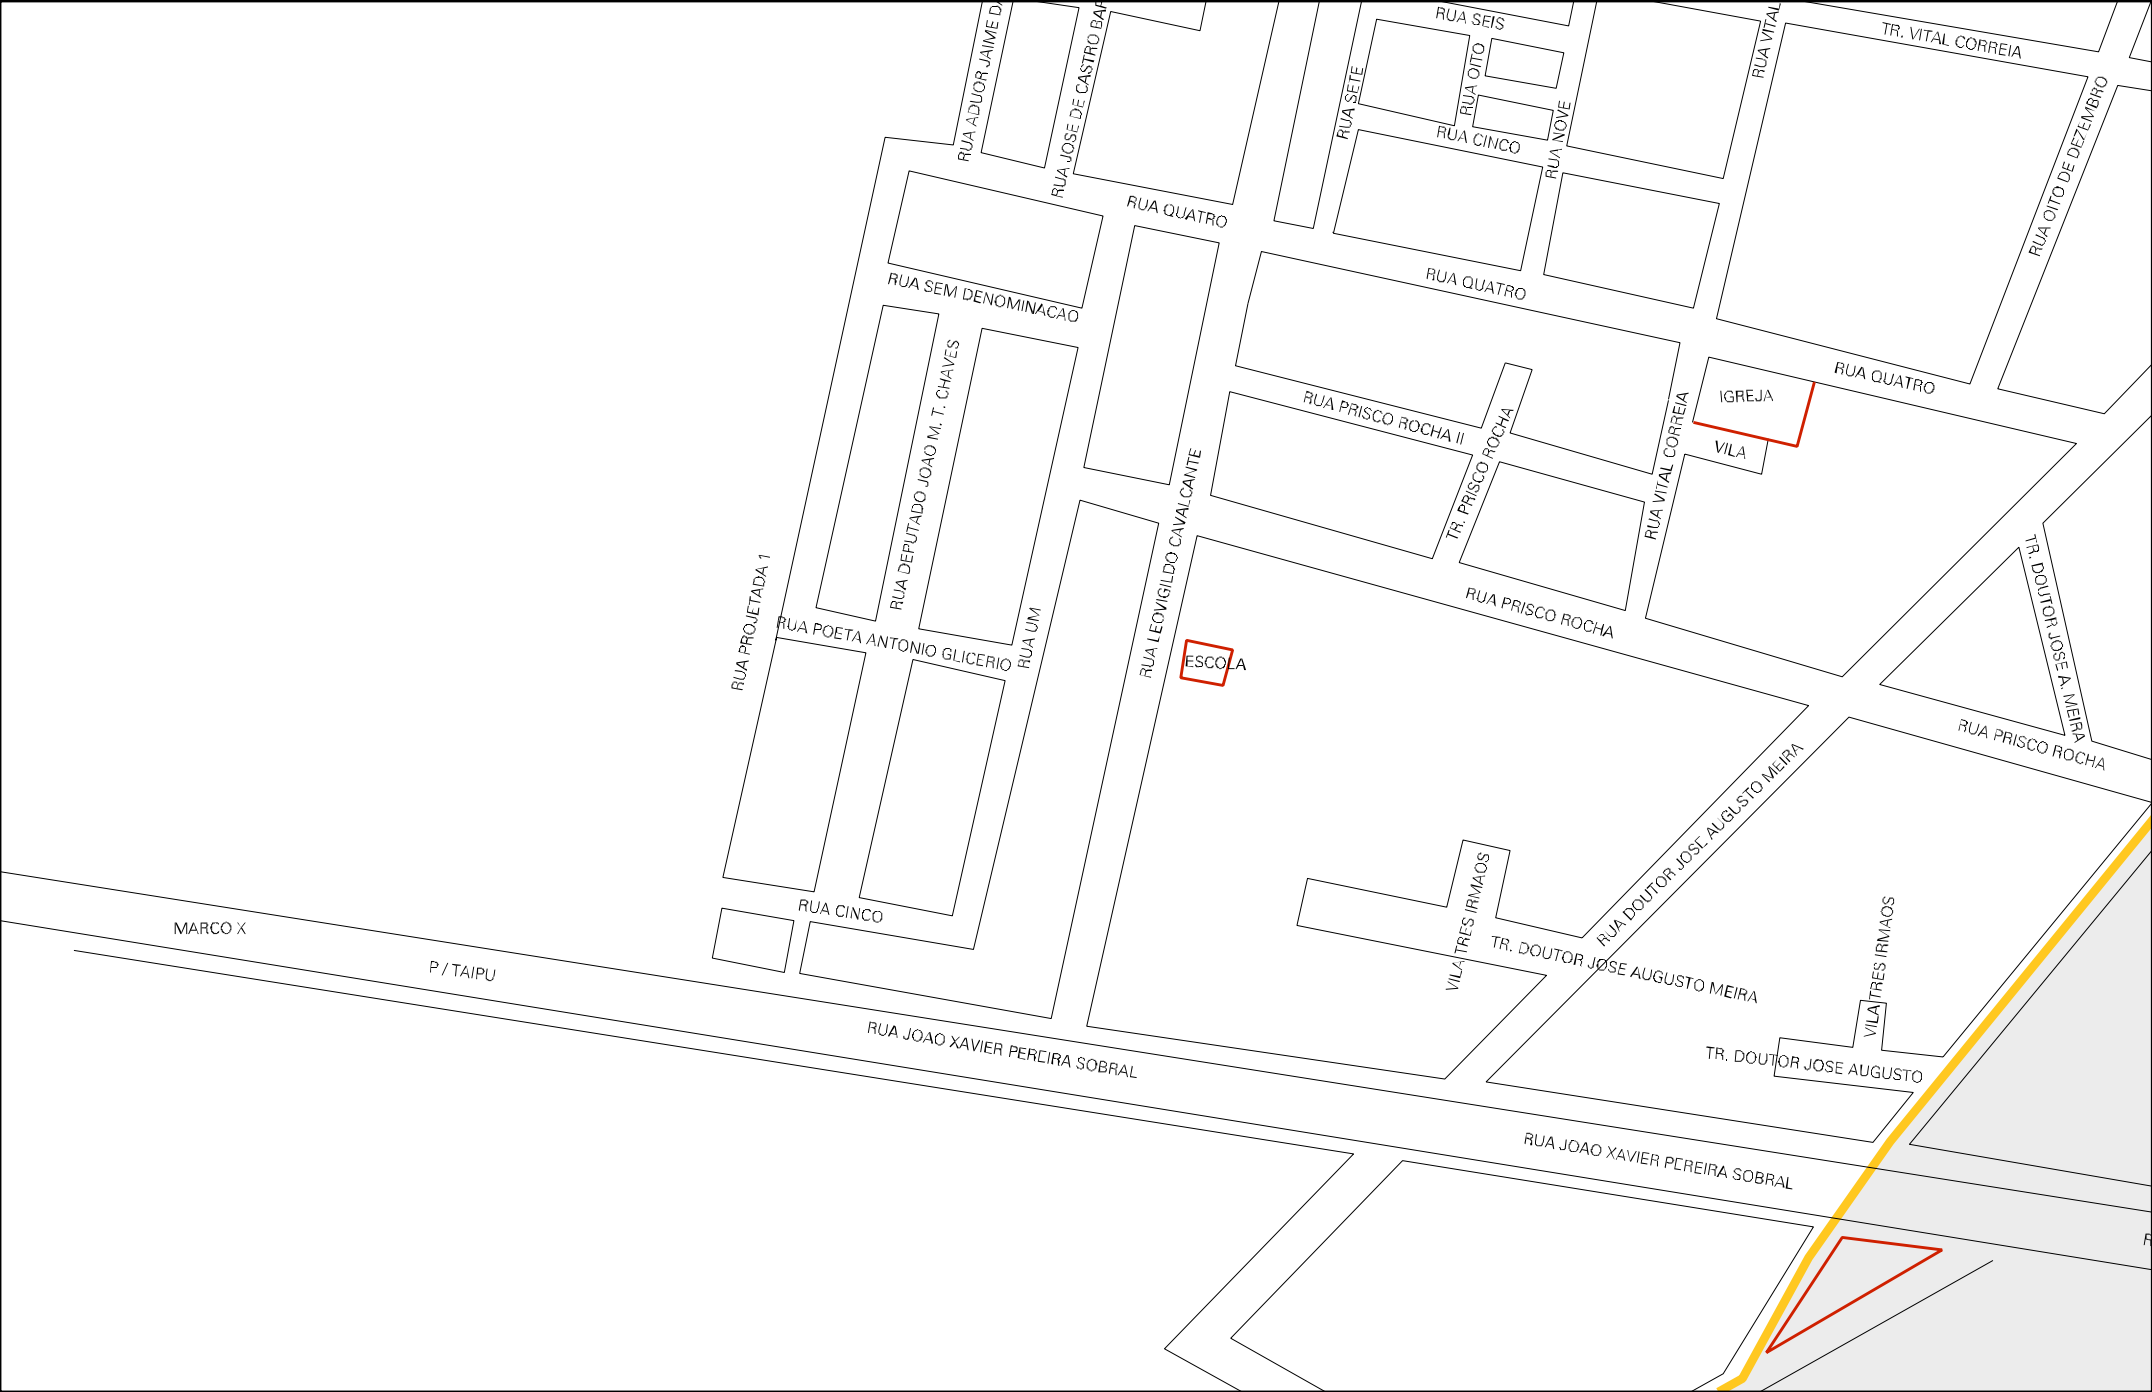 RUA SEIS
TR. VITAL CORREIA
RUA VITAL
RUA ADUOR JAIME
RUA JOSE DE CASTRO
RUA SETE
RUA OITO
RUA NOVE
RUA CINCO
RUA OITO DE DEZEMBRO
RUA QUATRO
RUA QUATRO
RUA QUATRO
RUA SEM DENOMINACAO
RUA DEPUTADO JOAO M. T. CHAVES
RUA PRISCO ROCHA II
TR. PRISCO ROCHA
RUA VITAL CORREIA
IGREJA
VILA
RUA LEOVIGILDO CAVALCANTE
RUA PROJETADA 1
RUA POETA ANTONIO GLICERIO
RUA UM
ESCOLA
RUA PRISCO ROCHA
TR. DOUTOR JOSE A. MEIRA
RUA PRISCO ROCHA
RUA DOUTOR JOSE AUGUSTO MEIRA
VILA TRES IRMAOS
TR. DOUTOR JOSE AUGUSTO MEIRA
VILA TRES IRMAOS
TR. DOUTOR JOSE AUGUSTO
RUA CINCO
MARCO X
P / TAIPU
RUA JOAO XAVIER PEREIRA SOBRAL
RUA JOAO XAVIER PEREIRA SOBRAL